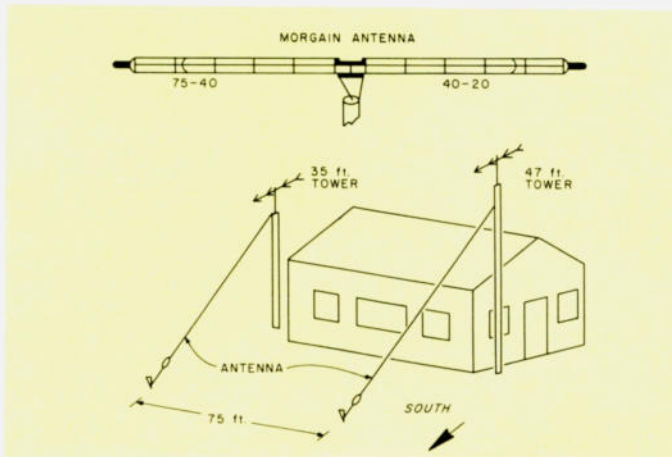 MORGAIN ANTENNA
75-40
40-20
35 ft.
TOWER
47 ft.
TOWER
ANTENNA
75 ft.
SOUTH